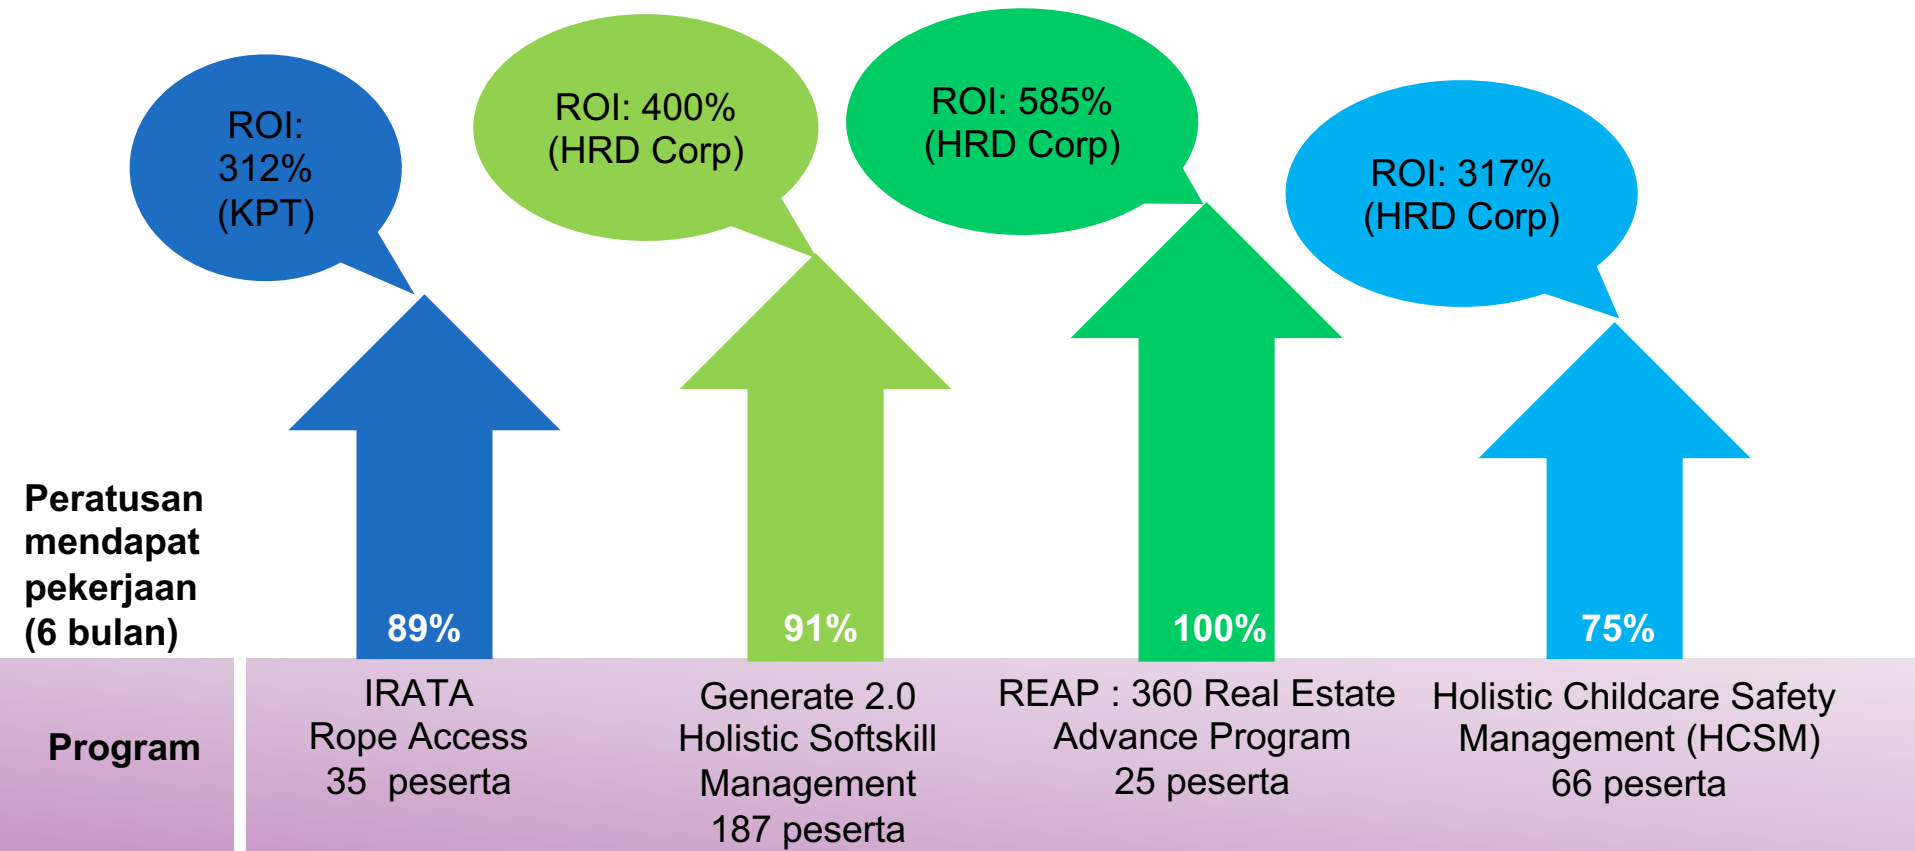 ROI:
312%
(KPT)
ROI: 400%
(HRD Corp)
ROI: 585%
(HRD Corp)
ROI: 317%
(HRD Corp)
Peratusan
mendapat
pekerjaan
(6 bulan)
89%
91%
100%
75%
Program
IRATA
Rope Access
35 peserta
Generate 2.0
Holistic Softskill
Management
187 peserta
REAP : 360 Real Estate
Advance Program
25 peserta
Holistic Childcare Safety
Management (HCSM)
66 peserta